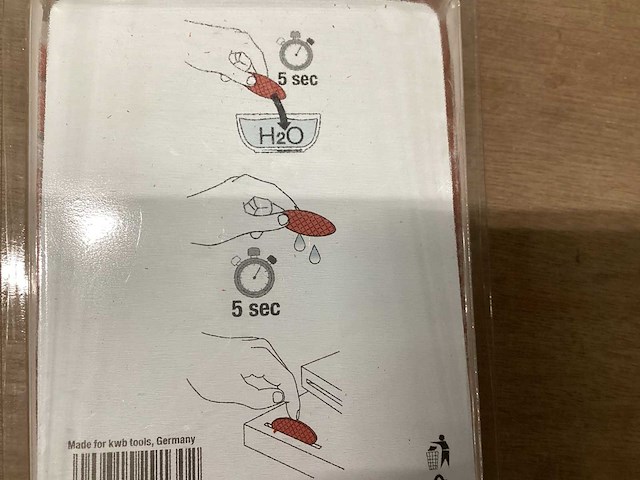 5 sec
H2O
5 sec
Made for kwb tools, Germany